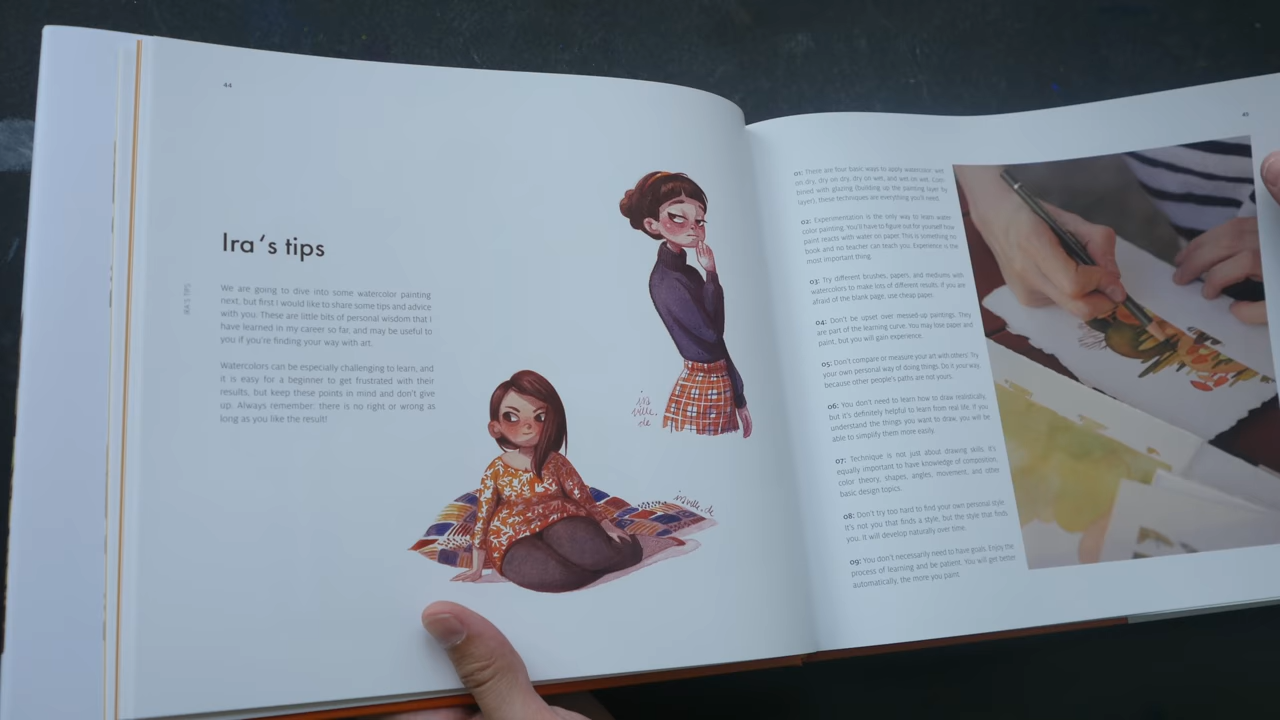 44
Ira's tips
We are going to dive into some watercolor painting
next, but first I would like to share some tips and advice
with you. These are little bits of personal wisdom that I
have learned in my career so far, and may be useful to
you if you're finding your way with art.
Watercolors can be especially challenging to learn, and
it is easy for a beginner to get frustrated with their
results, but keep these points in mind and don't give
up. Always remember: there is no right or wrong as
long as you like the result!
Ira's tips
ira
ville.
de
iraville.de
45
01: There are four basic ways to apply watercolor: wet
on dry, dry on dry, dry on wet, and wet on wet. Com-
bined with glazing (building up the painting layer by
layer), these techniques are everything you'll need.
02: Experimentation is the only way to learn water-
color painting. You'll have to figure out for yourself how
paint reacts with water on paper. This is something no
book and no teacher can teach you. Experience is the
most important thing.
03: Try different brushes, papers, and mediums with
watercolors to make lots of different results. If you are
afraid of the blank page, use cheap paper.
04: Don't be upset over messed-up paintings. They
are part of the learning curve. You may lose paper and
paint, but you will gain experience.
05: Don't compare or measure your art with others'. Try
your own personal way of doing things. Do it your way,
because other people's paths are not yours.
06: You don't need to learn how to draw realistically,
but it's definitely helpful to learn from real life. If you
understand the things you want to draw, you will be
able to simplify them more easily.
07: Technique is not just about drawing skills. It's
equally important to have knowledge of composition,
color theory, shapes, angles, movement, and other
basic design topics.
08: Don't try too hard to find your own personal style.
It's not you that finds a style, but the style that finds
you. It will develop naturally over time.
09: You don't necessarily need to have goals. Enjoy the
process of learning and be patient. You will get better
automatically, the more you paint.